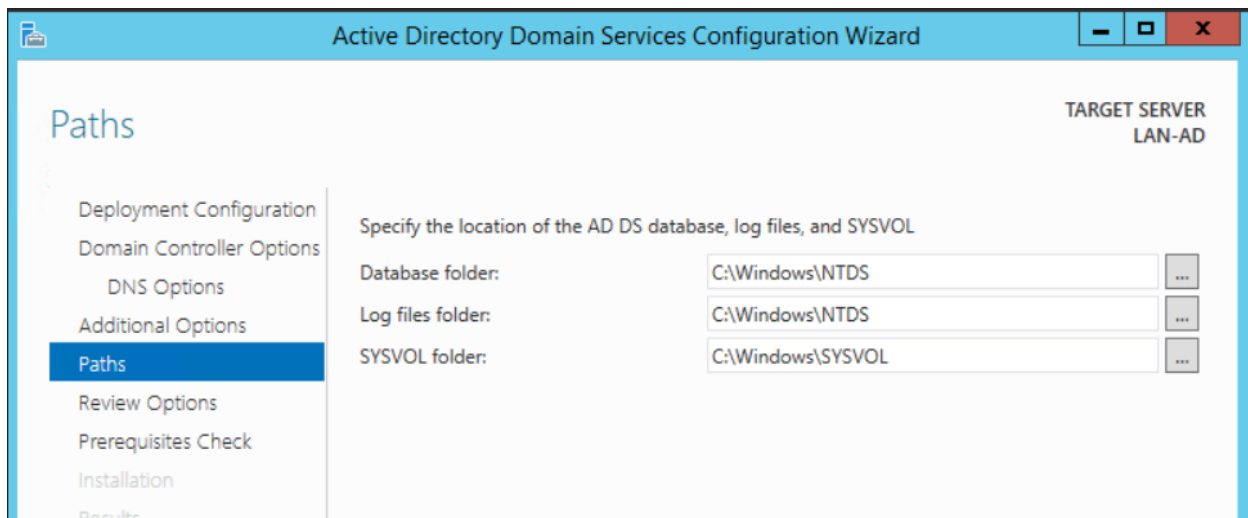 Active Directory Domain Services Configuration Wizard
Paths
TARGET SERVER
LAN-AD
Deployment Configuration
Domain Controller Options
DNS Options
Additional Options
Paths
Review Options
Prerequisites Check
Installation
Results
Specify the location of the AD DS database, log files, and SYSVOL
Database folder: C:\Windows\NTDS ...
Log files folder: C:\Windows\NTDS ...
SYSVOL folder: C:\Windows\SYSVOL ...